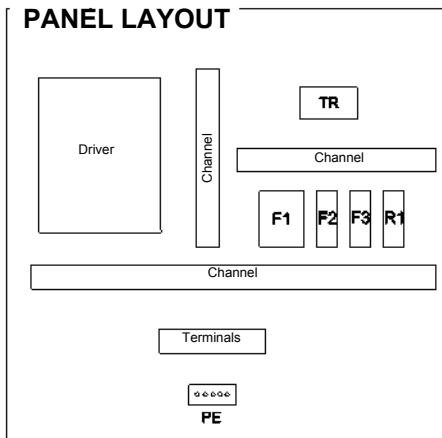 PANEL LAYOUT
TR
Driver
Channel
Channel
F1 F2 F3 R1
Channel
Terminals
PE